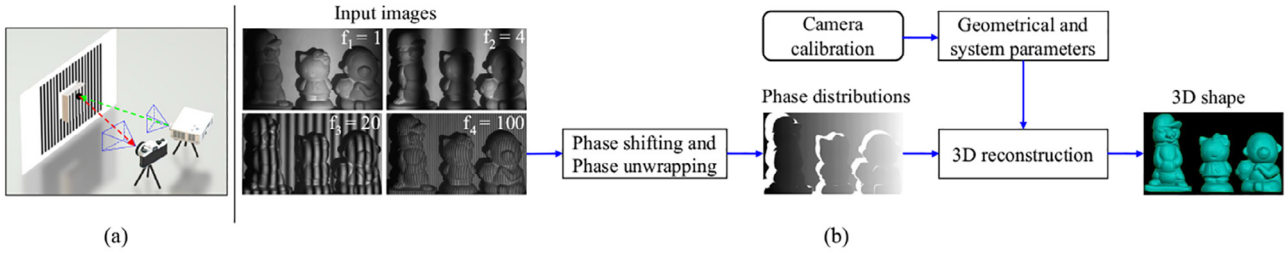 Input images
f₁ = 1
f₂ = 4
f₃ = 20
f₄ = 100
Phase shifting and
Phase unwrapping
Phase distributions
Camera
calibration
Geometrical and
system parameters
3D reconstruction
3D shape
(a)
(b)